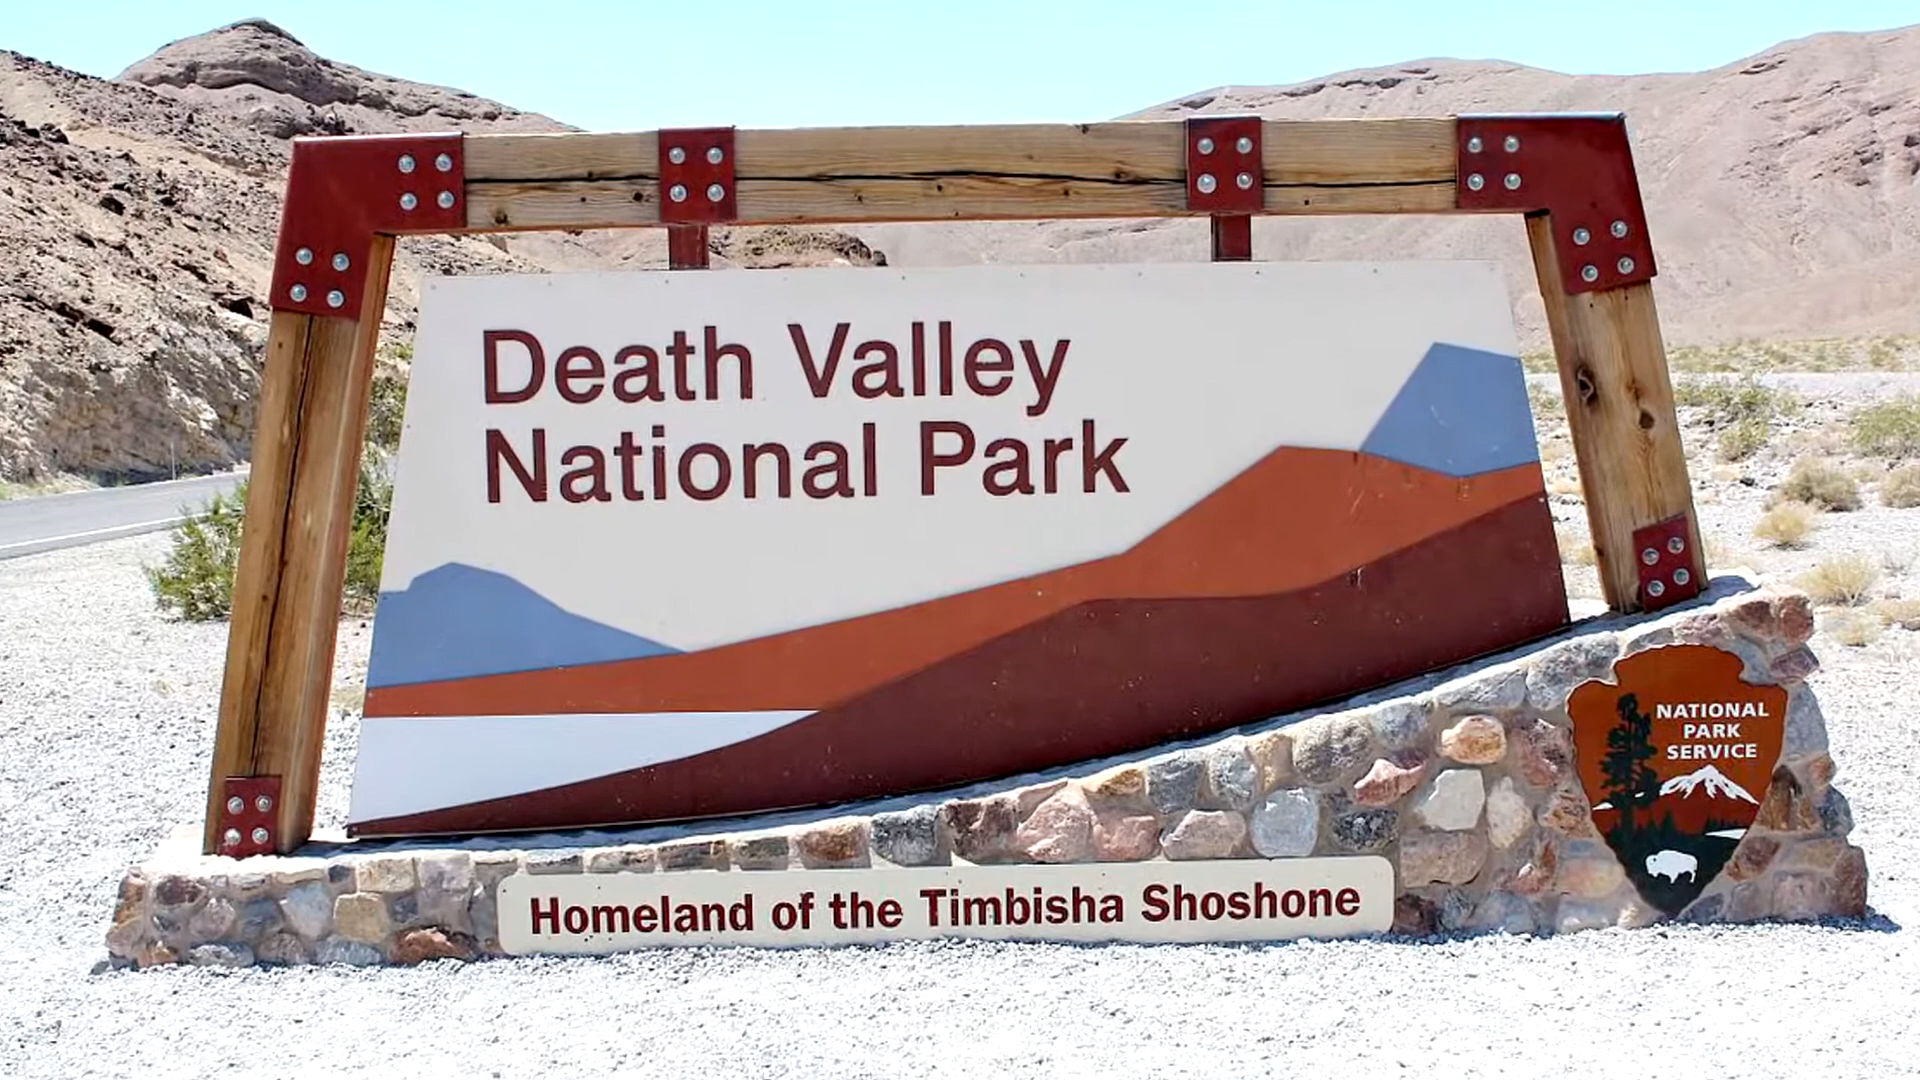 Death Valley
National Park
NATIONAL
PARK
SERVICE
Homeland of the Timbisha Shoshone